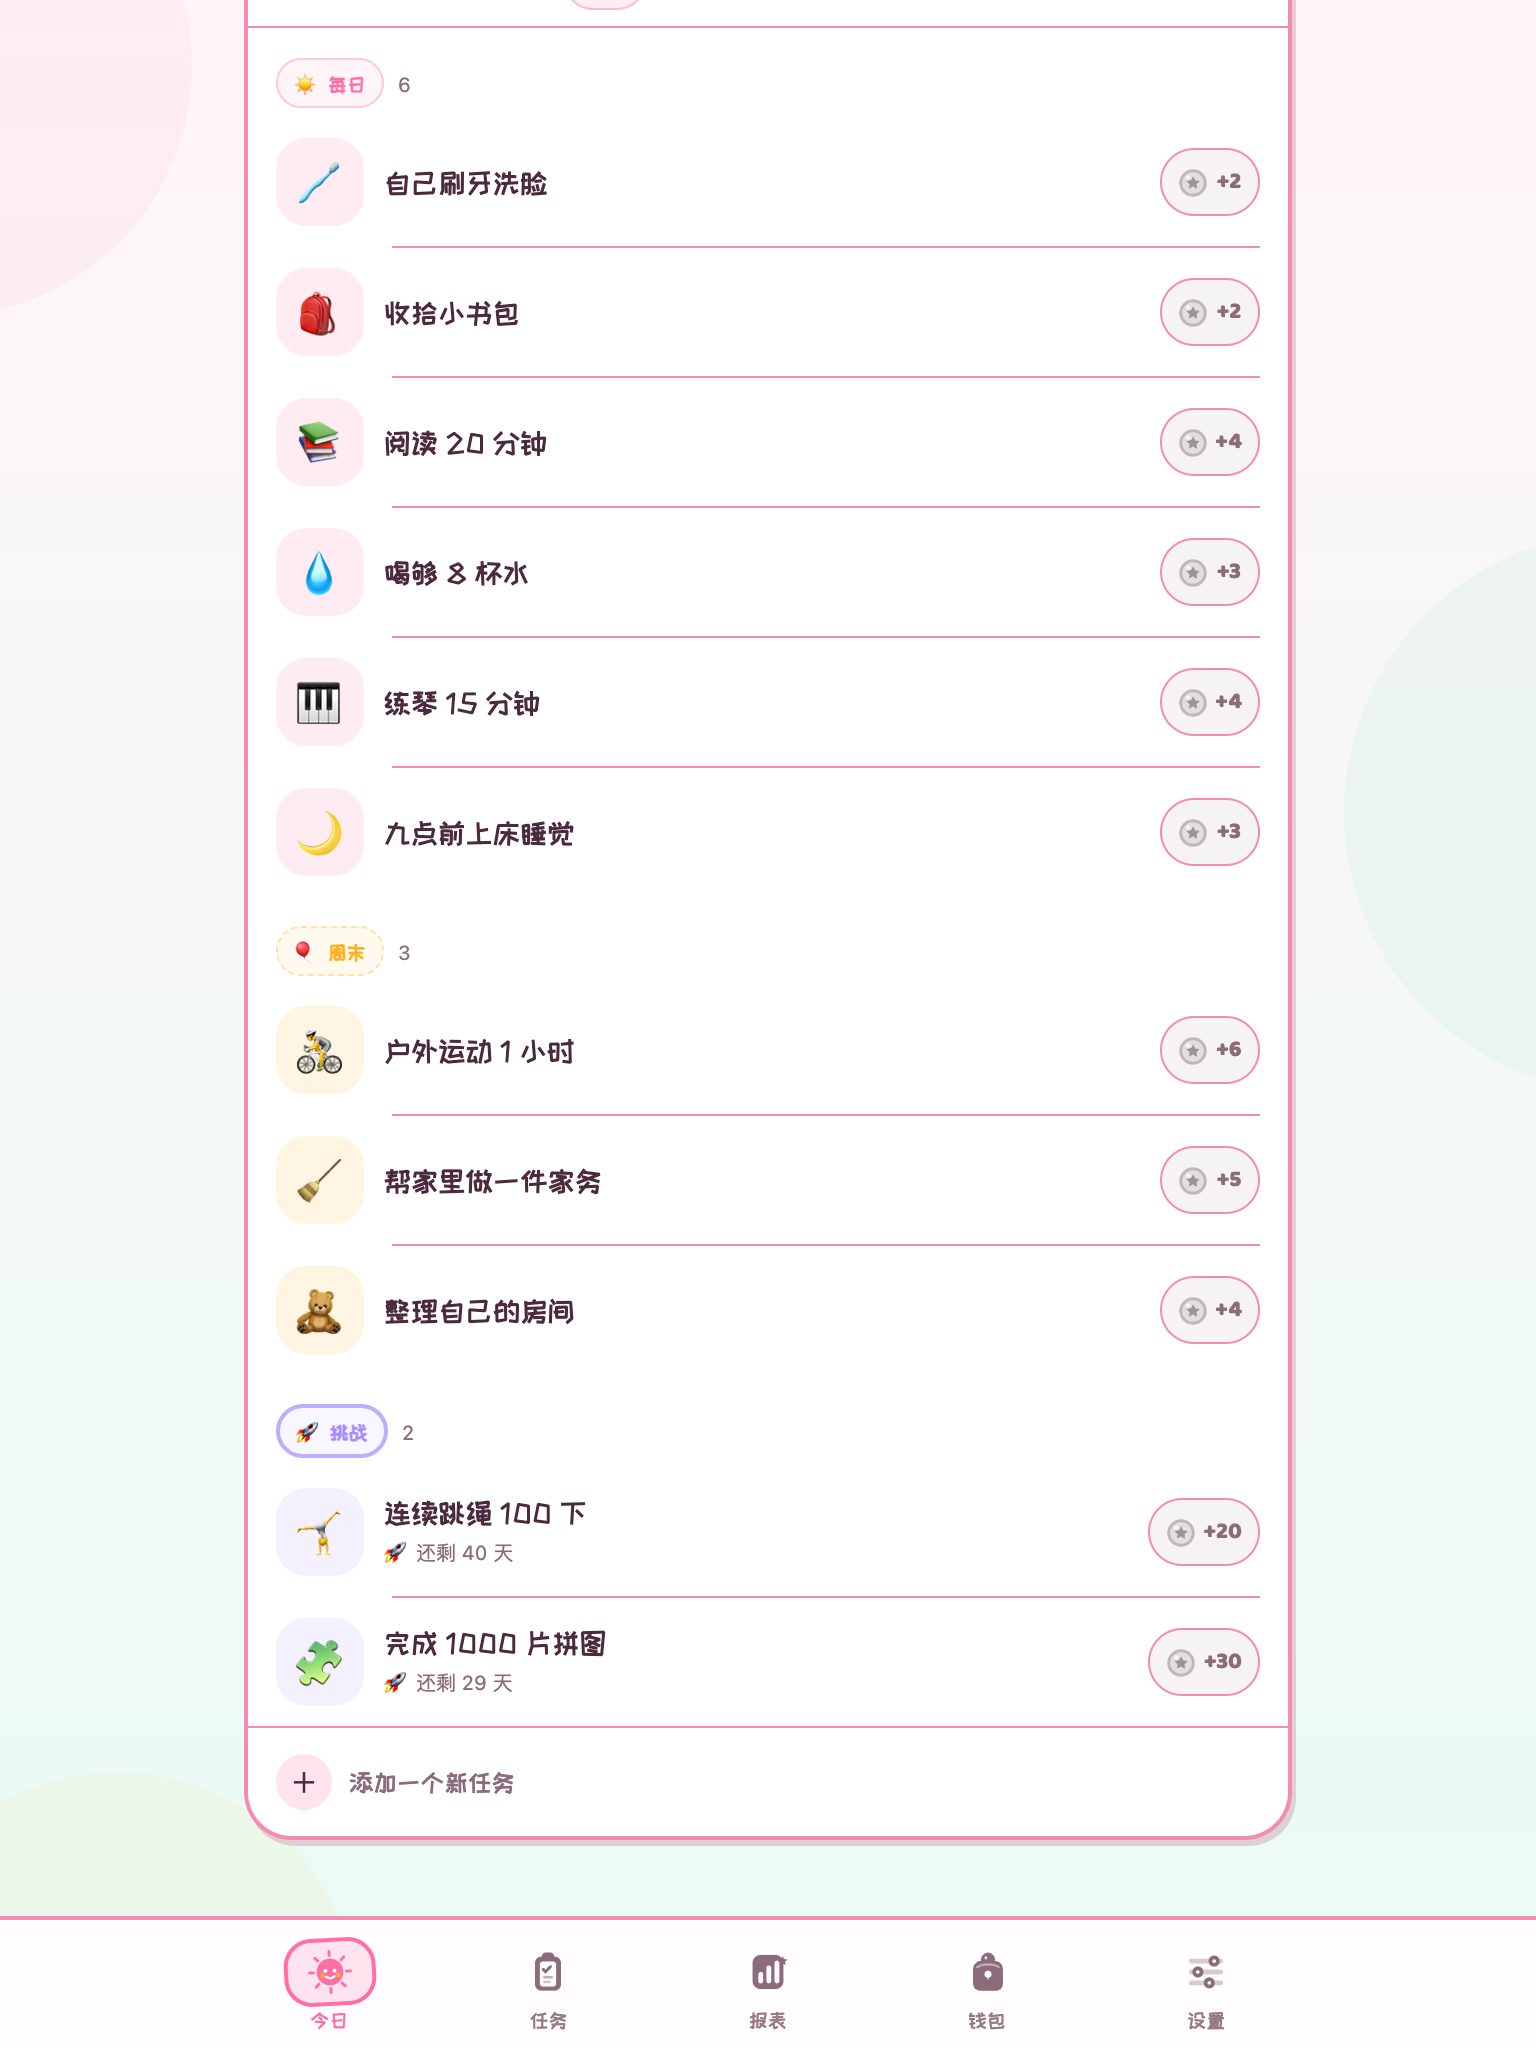 每日 6
自己刷牙洗脸 +2
收拾小书包 +2
阅读 20 分钟 +4
喝够 8 杯水 +3
练琴 15 分钟 +4
九点前上床睡觉 +3
周末 3
户外运动 1 小时 +6
帮家里做一件家务 +5
整理自己的房间 +4
挑战 2
连续跳绳 100 下 +20
还剩 40 天
完成 1000 片拼图 +30
还剩 29 天
添加一个新任务
今日 任务 报表 钱包 设置